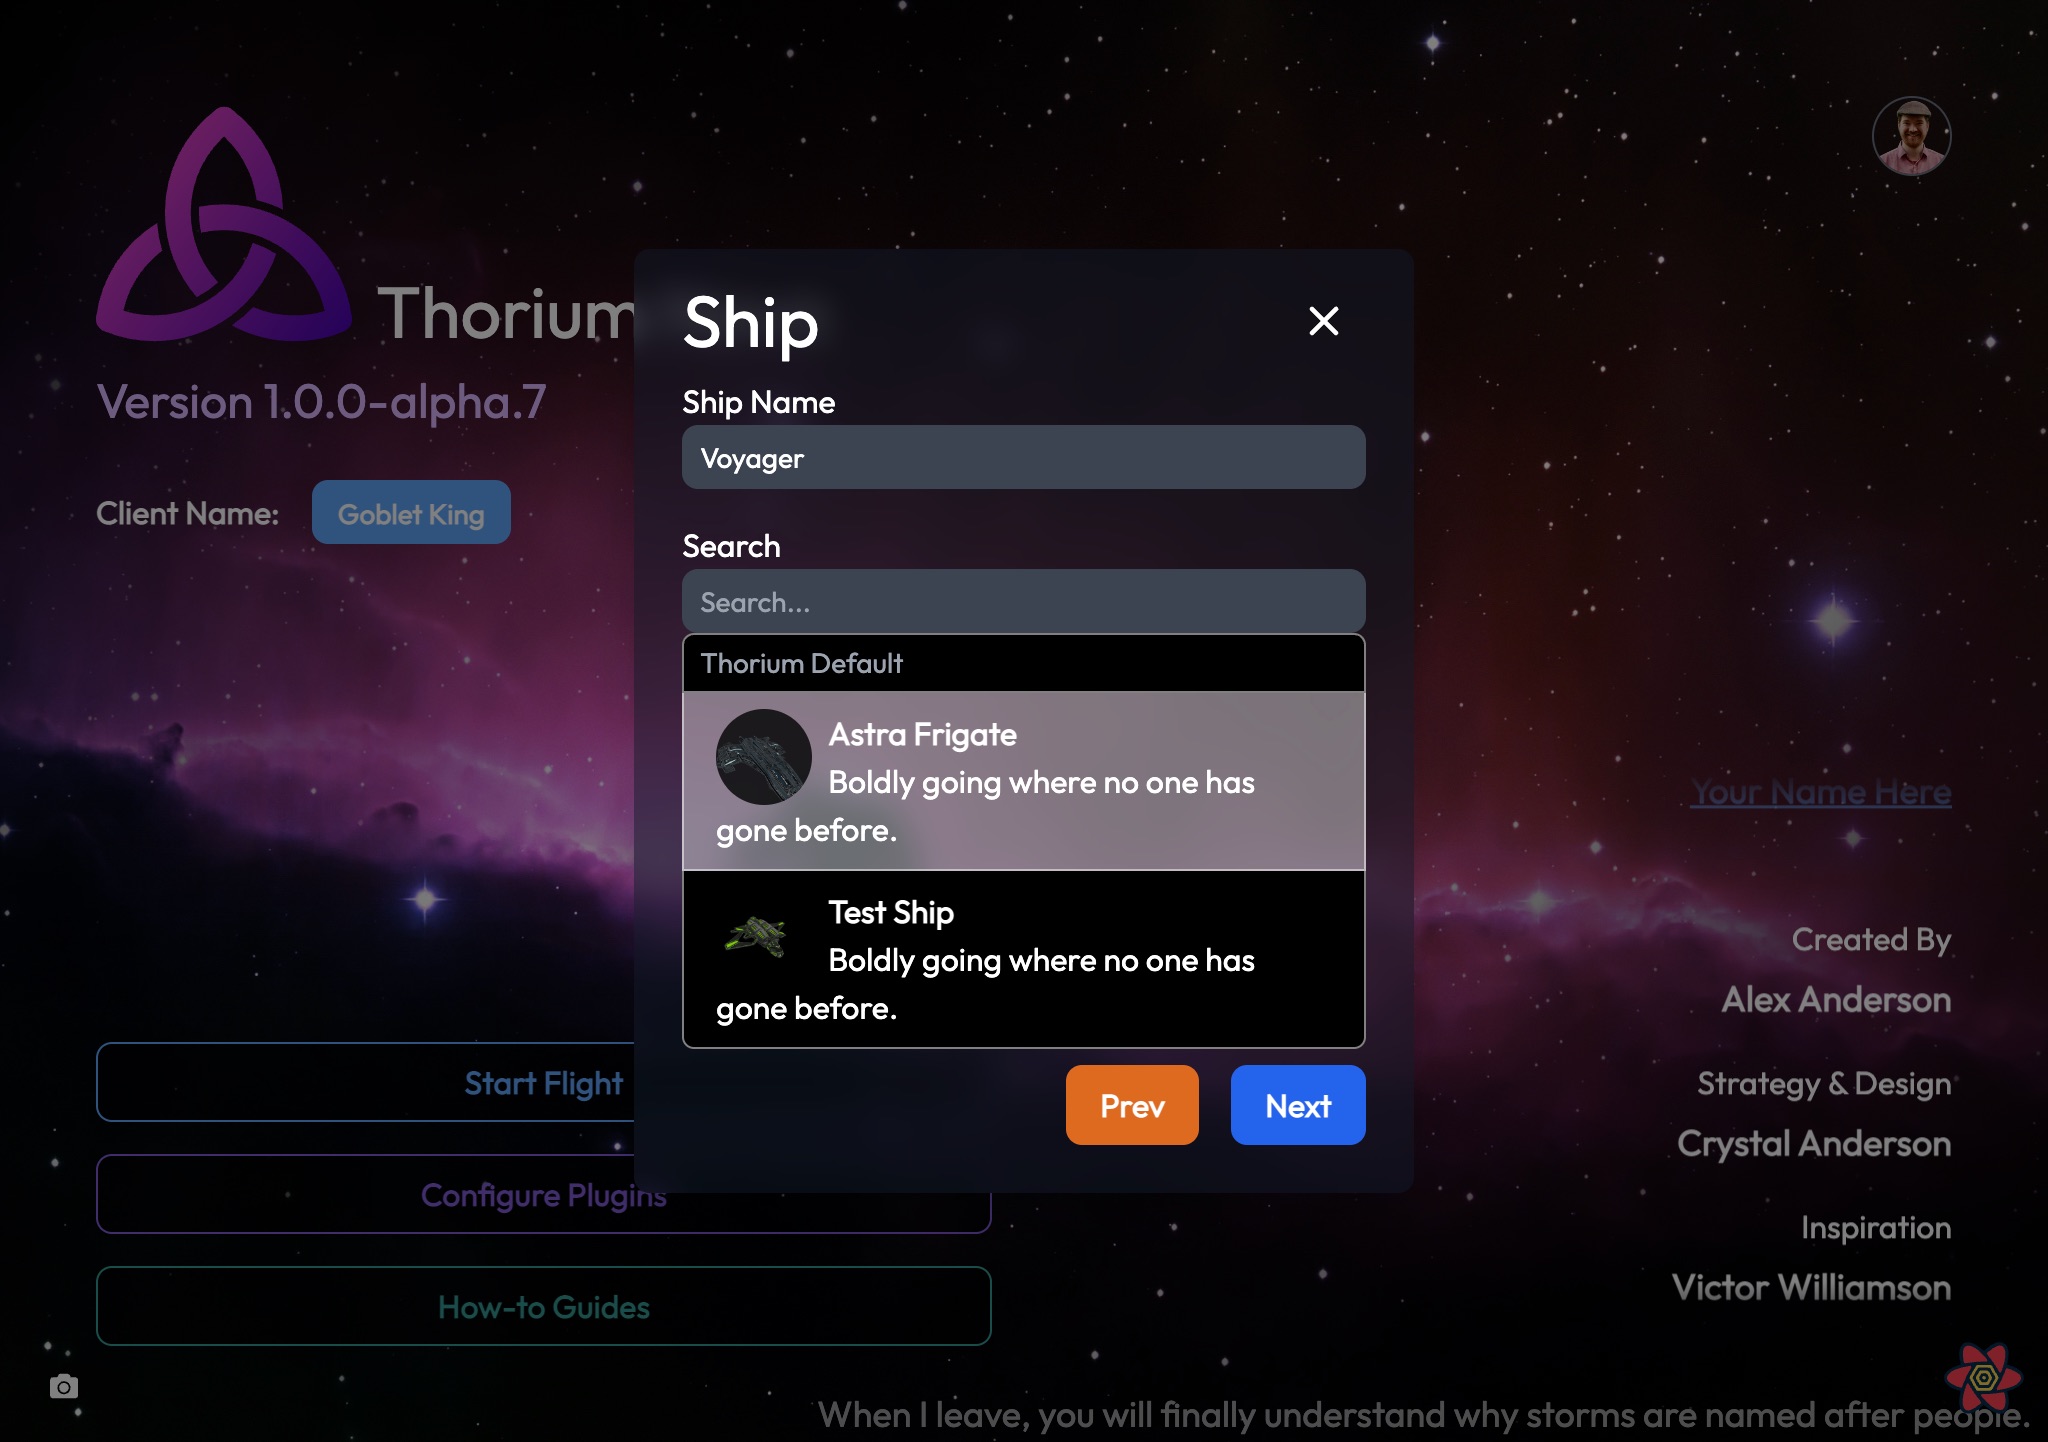 Thorium
Version 1.0.0-alpha.7
Client Name:
Goblet King
Ship
Ship Name
Voyager
Search
Search...
Thorium Default
Astra Frigate
Boldly going where no one has
gone before.
Test Ship
Boldly going where no one has
gone before.
Prev
Next
Start Flight
Configure Plugins
How-to Guides
Your Name Here
Created By
Alex Anderson
Strategy & Design
Crystal Anderson
Inspiration
Victor Williamson
When I leave, you will finally understand why storms are named after people.